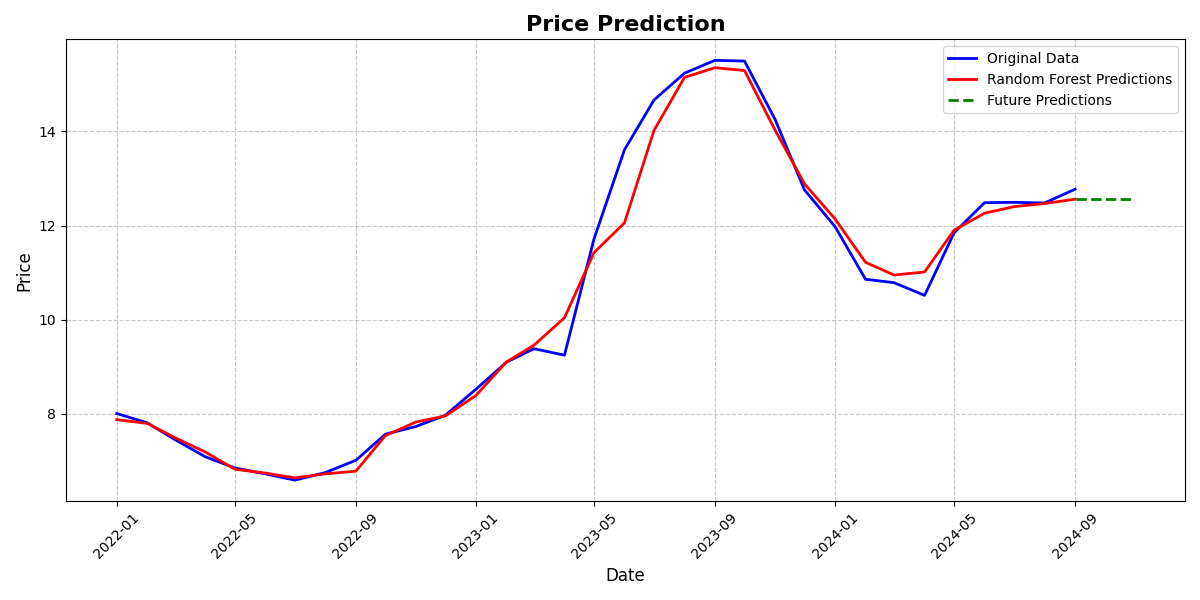 Price Prediction
Original Data
Random Forest Predictions
Future Predictions
Price
14
12
10
8
2022-01
2022-05
2022-09
2023-01
2023-05
2023-09
2024-01
2024-05
2024-09
Date